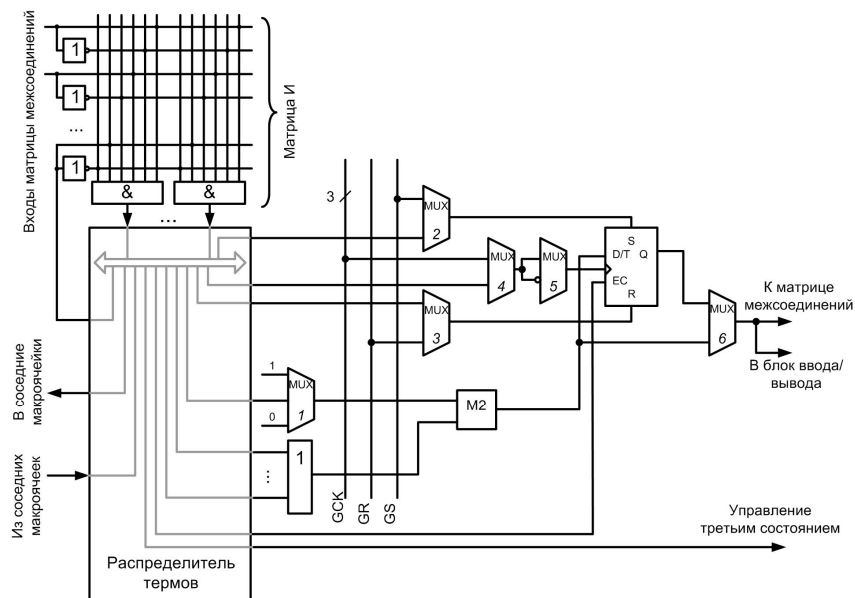 Входы матрицы межсоединений
1
1
...
1
Матрица И
&
&
...
3
MUX
2
MUX
4
MUX
5
S
D/T Q
EC
R
MUX
3
MUX
6
К матрице
межсоединений
В блок ввода/
вывода
В соседние
макроячейки
1
MUX
1
0
М2
Из соседних
макроячеек
1
...
GCK
GR
GS
Управление
третьим состоянием
Распределитель
термов